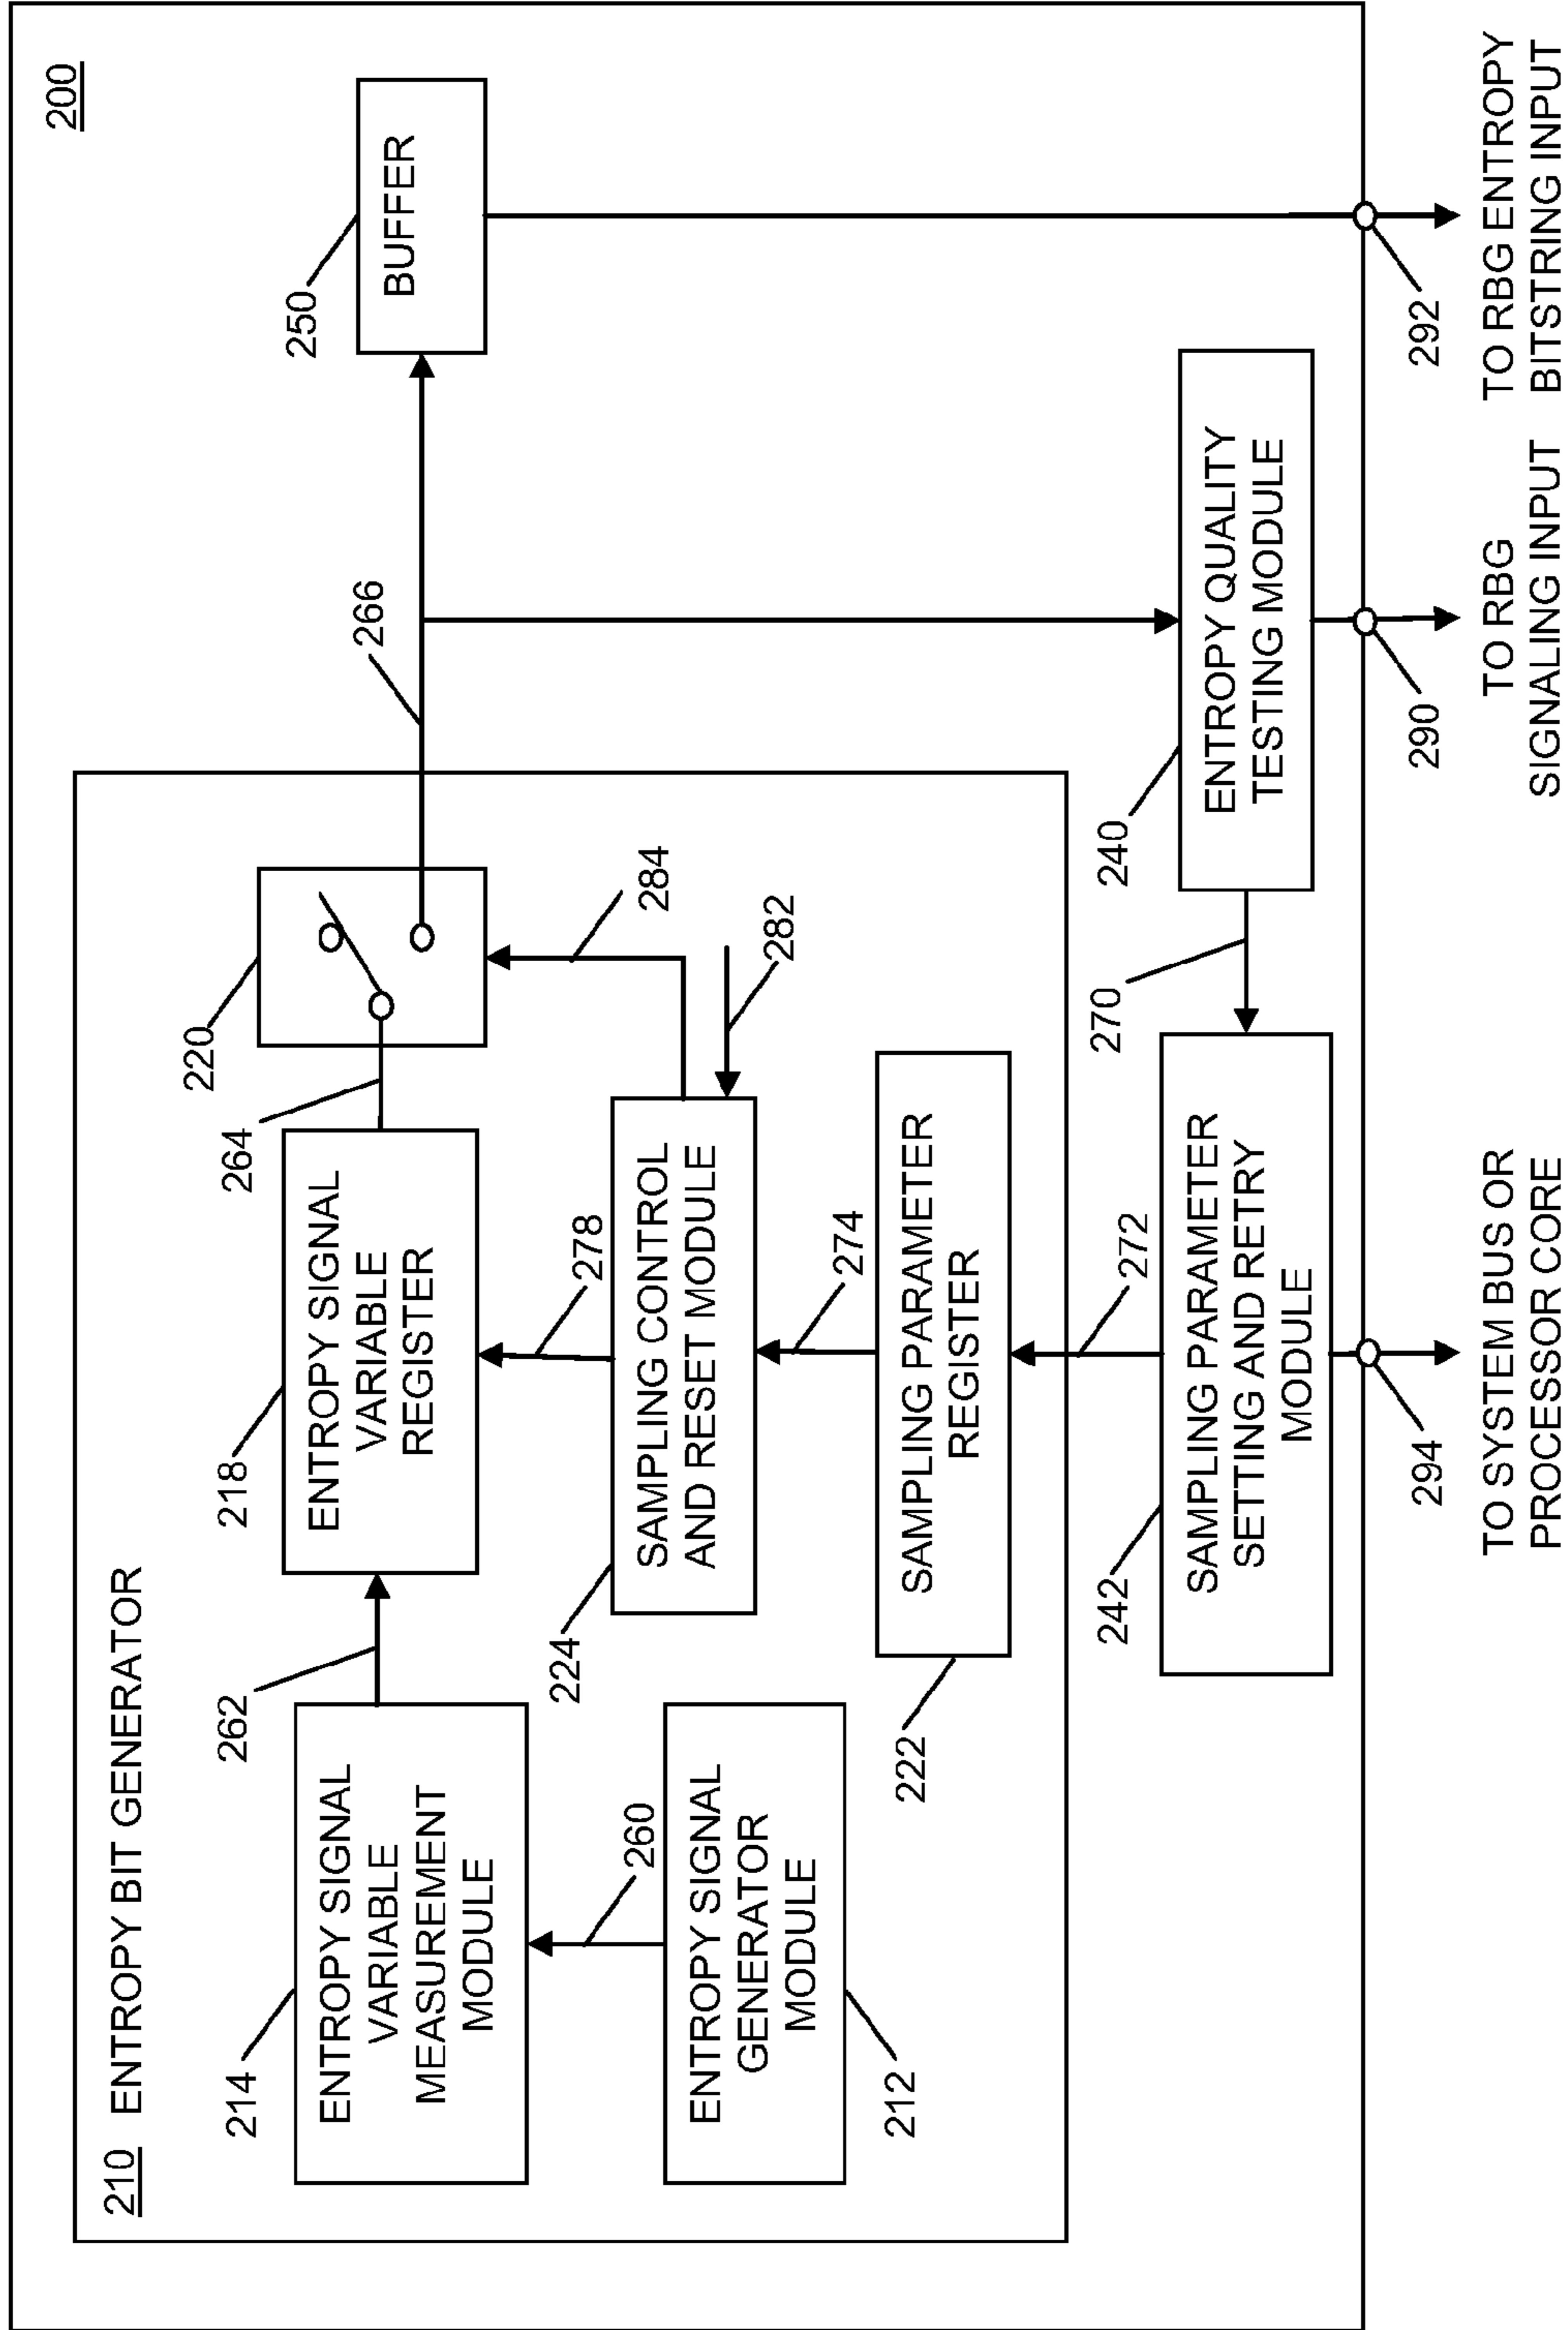 200
210 ENTROPY BIT GENERATOR
214
ENTROPY SIGNAL
VARIABLE
MEASUREMENT
MODULE
262
218
ENTROPY SIGNAL
VARIABLE
REGISTER
264
220
266
250
BUFFER
260
278
284
212
ENTROPY SIGNAL
GENERATOR
MODULE
224
SAMPLING CONTROL
AND RESET MODULE
282
274
222
SAMPLING PARAMETER
REGISTER
272
242
SAMPLING PARAMETER
SETTING AND RETRY
MODULE
270
240
ENTROPY QUALITY
TESTING MODULE
294
290
292
TO SYSTEM BUS OR
PROCESSOR CORE
TO RBG
SIGNALING INPUT
TO RBG ENTROPY
BITSTRING INPUT